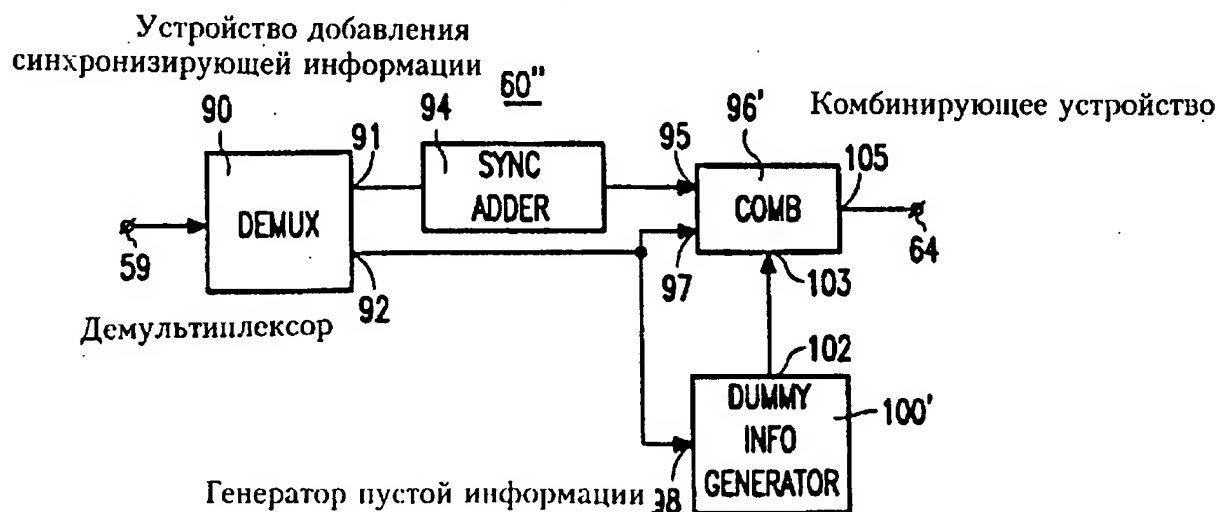 Устройство добавления
синхронизирующей информации
60"
Комбинирующее устройство
90
91
94
95
96'
105
SYNC
ADDER
DEMUX
COMB
59
92
97
103
64
Демультиплексор
102
DUMMY
INFO
GENERATOR
100'
Генератор пустой информации
98